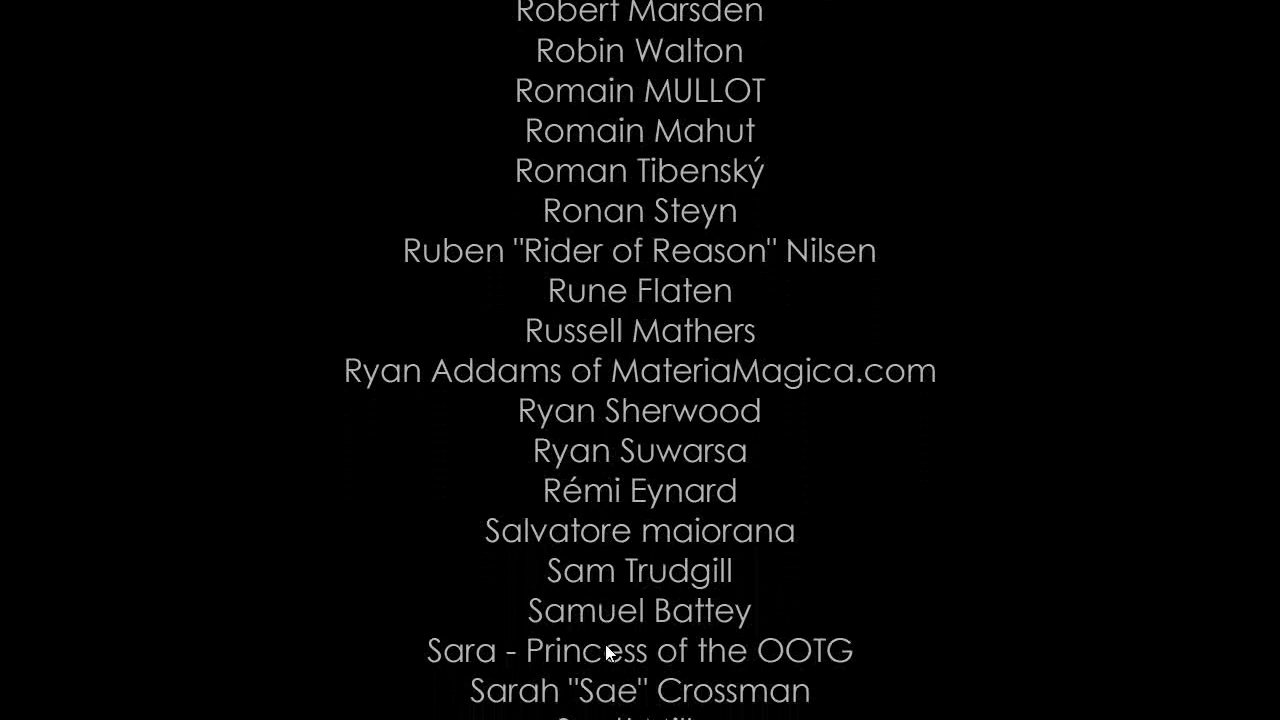 Robert Marsden
Robin Walton
Romain MULLOT
Romain Mahut
Roman Tibenský
Ronan Steyn
Ruben "Rider of Reason" Nilsen
Rune Flaten
Russell Mathers
Ryan Addams of MateriaMagica.com
Ryan Sherwood
Ryan Suwarsa
Rémi Eynard
Salvatore maiorana
Sam Trudgill
Samuel Battey
Sara - Princess of the OOTG
Sarah "Sae" Crossman